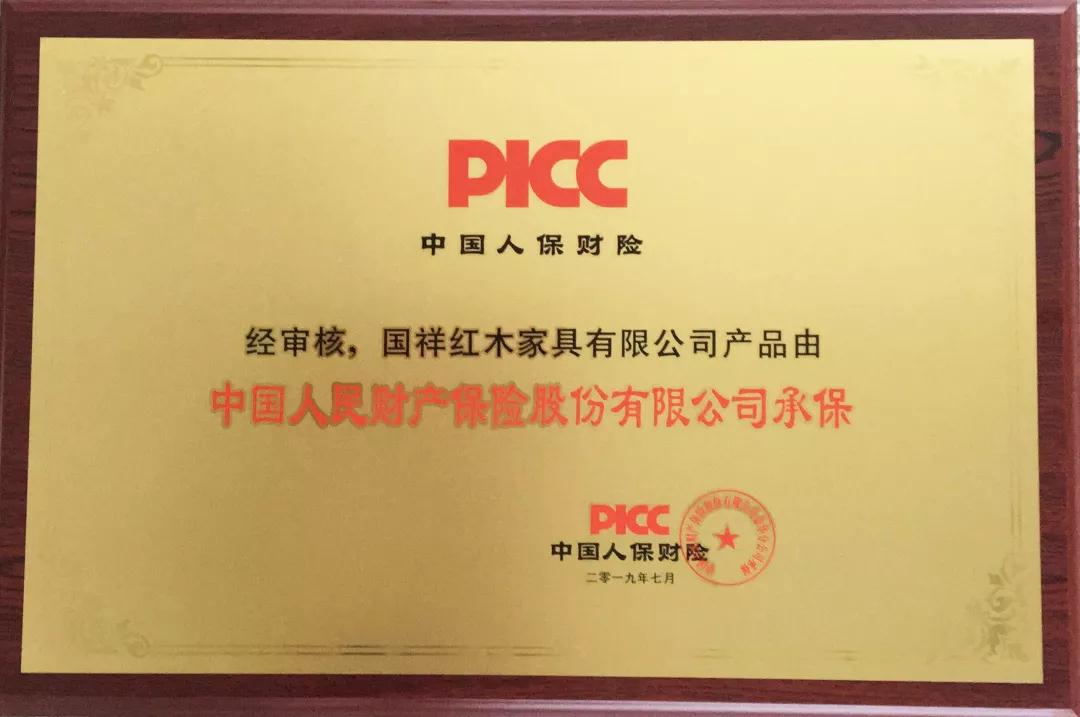 PICC
中国人保财险
经审核，国祥红木家具有限公司产品由
中国人民财产保险股份有限公司承保
PICC
中国人保财险
二零一九年七月